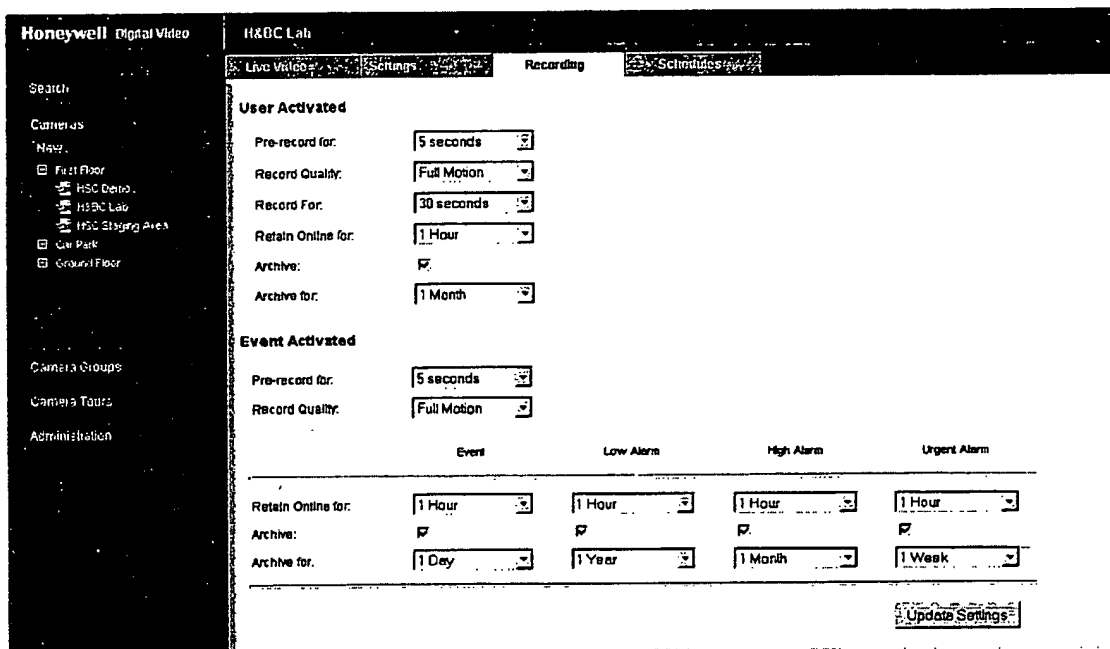 Honeywell Digital Video
H&BC Lab
Live Video
Settings
Recording
Schedules
Search
Cameras
New
First Floor
HSC Demo
H&BC Lab
HSC Staging Area
Car Park
Ground Floor
Camera Groups
Camera Tours
Administration
User Activated
Pre-record for: 5 seconds
Record Quality: Full Motion
Record For: 30 seconds
Retain Online for: 1 Hour
Archive:
Archive for: 1 Month
Event Activated
Pre-record for: 5 seconds
Record Quality: Full Motion
Event Low Alarm High Alarm Urgent Alarm
Retain Online for: 1 Hour 1 Hour 1 Hour 1 Hour
Archive:
Archive for. 1 Day 1 Year 1 Month 1 Week
Update Settings